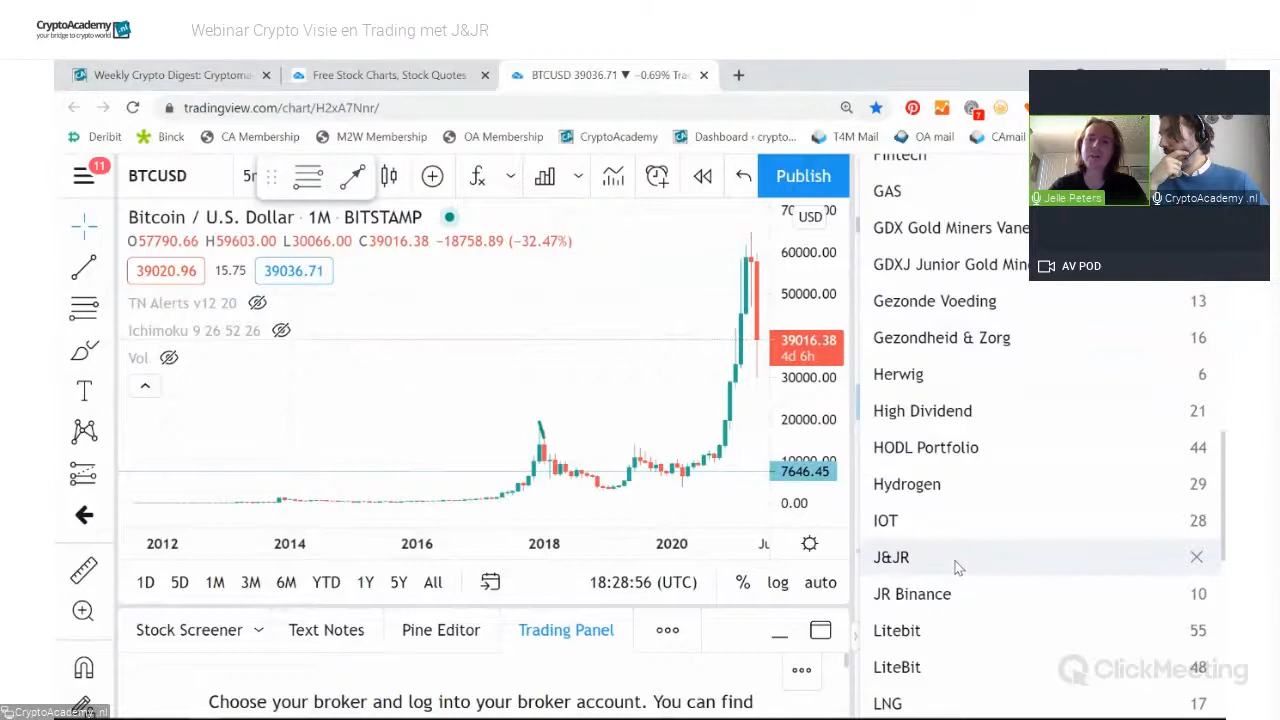 CryptoAcademy .nl
your bridge to crypto world
Webinar Crypto Visie en Trading met J&JR
Weekly Crypto Digest: Cryptoma
Free Stock Charts, Stock Quotes
BTCUSD 39036.71 ▼ −0.69% Tra
tradingview.com/chart/H2xA7Nnr/
7
Deribit
Binck
CA Membership
M2W Membership
OA Membership
CryptoAcademy
Dashboard ‹ crypto...
T4M Mail
OA mail
CAmail
Jelle Peters
CryptoAcademy .nl
AV POD
11
BTCUSD
Publish
Bitcoin / U.S. Dollar · 1M · BITSTAMP
O57790.66 H59603.00 L30066.00 C39016.38 −18758.89 (−32.47%)
39020.96 15.75 39036.71
TN Alerts v12 20
Ichimoku 9 26 52 26
Vol
USD
60000.00
50000.00
39016.38
4d 6h
30000.00
20000.00
10000.00
7646.45
0.00
2012 2014 2016 2018 2020
1D 5D 1M 3M 6M YTD 1Y 5Y All
18:28:56 (UTC)
% log auto
Stock Screener
Text Notes
Pine Editor
Trading Panel
Choose your broker and log into your broker account. You can find
Fintech
GAS
GDX Gold Miners Vane
GDXJ Junior Gold Min
Gezonde Voeding 13
Gezondheid & Zorg 16
Herwig 6
High Dividend 21
HODL Portfolio 44
Hydrogen 29
IOT 28
J&JR
JR Binance 10
Litebit 55
LiteBit 48
LNG 17
ClickMeeting
CryptoAcademy .nl